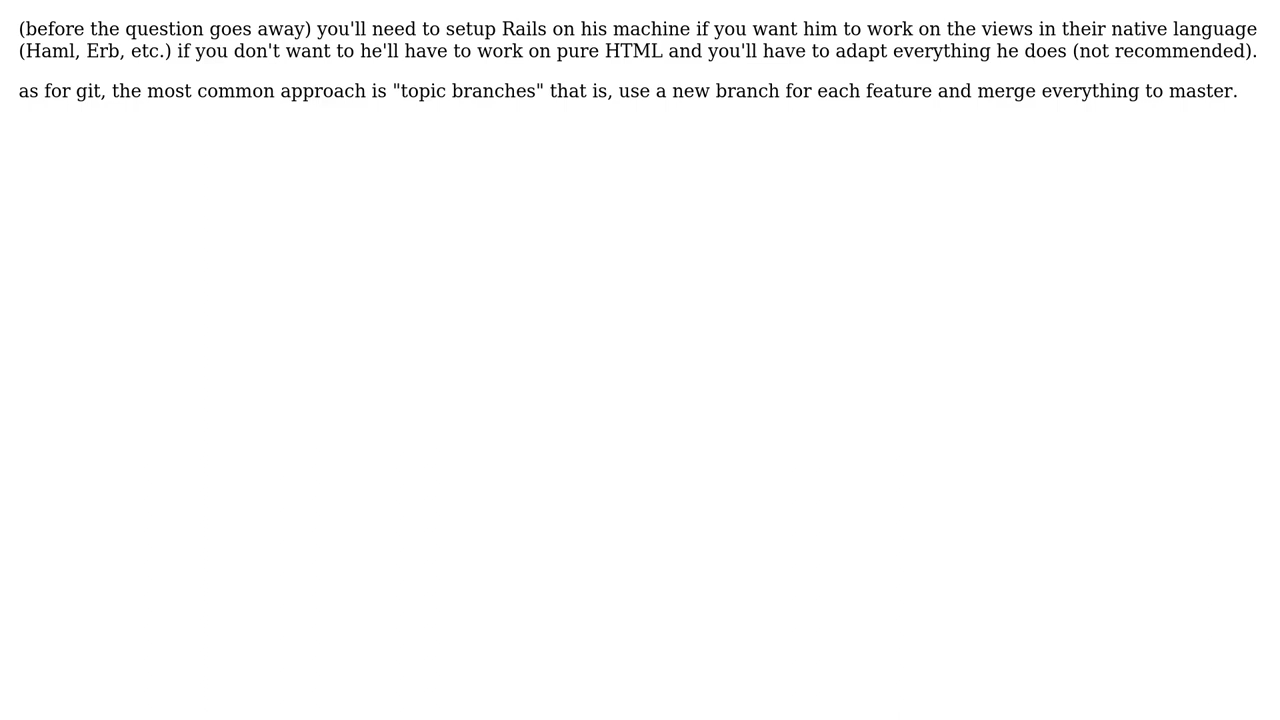 (before the question goes away) you'll need to setup Rails on his machine if you want him to work on the views in their native language
(Haml, Erb, etc.) if you don't want to he'll have to work on pure HTML and you'll have to adapt everything he does (not recommended).
as for git, the most common approach is "topic branches" that is, use a new branch for each feature and merge everything to master.